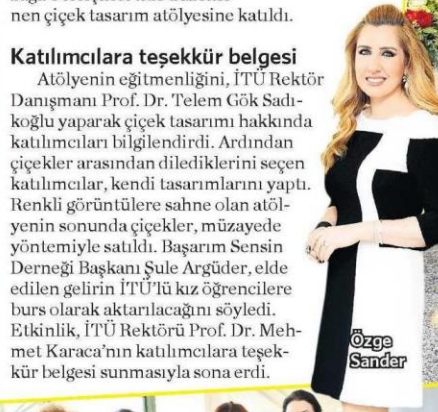 nen çiçek tasarım atölyesine katıldı.
Katılımcılara teşekkür belgesi
Atölyenin eğitmenliğini, İTÜ Rektör
Danışmanı Prof. Dr. Telem Gök Sadı-
koğlu yaparak çiçek tasarımı hakkında
katılımcıları bilgilendirdi. Ardından
çiçekler arasından dilediklerini seçen
katılımcılar, kendi tasarımlarını yaptı.
Renkli görüntülere sahne olan atöl-
yenin sonunda çiçekler, müzayede
yöntemiyle satıldı. Başarım Sensin
Derneği Başkanı Şule Argüder, elde
edilen gelirin İTÜ'lü kız öğrencilere
burs olarak aktarılacağını söyledi.
Etkinlik, İTÜ Rektörü Prof. Dr. Meh-
met Karaca'nın katılımcılara teşek-
kür belgesi sunmasıyla sona erdi.
Özge
Sander